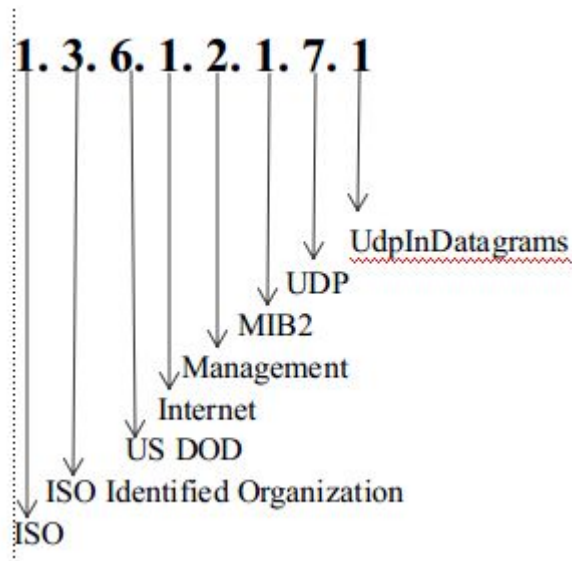 1. 3. 6. 1. 2. 1. 7. 1
UdpInDatagrams
UDP
MIB2
Management
Internet
US DOD
ISO Identified Organization
ISO